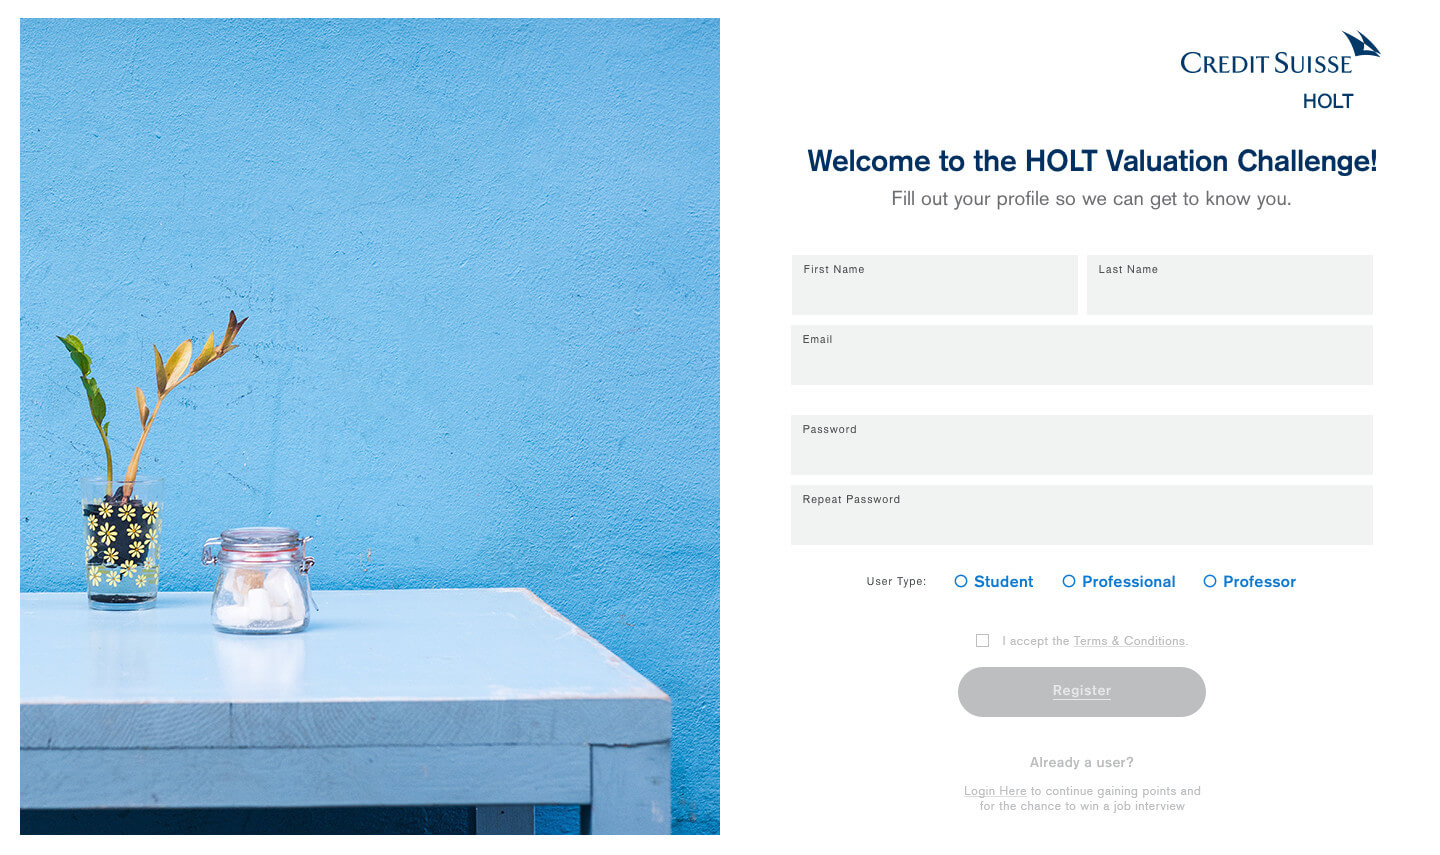 CREDIT SUISSE
HOLT
Welcome to the HOLT Valuation Challenge!
Fill out your profile so we can get to know you.
First Name
Last Name
Email
Password
Repeat Password
User Type: Student Professional Professor
I accept the Terms & Conditions.
Register
Already a user?
Login Here to continue gaining points and
for the chance to win a job interview